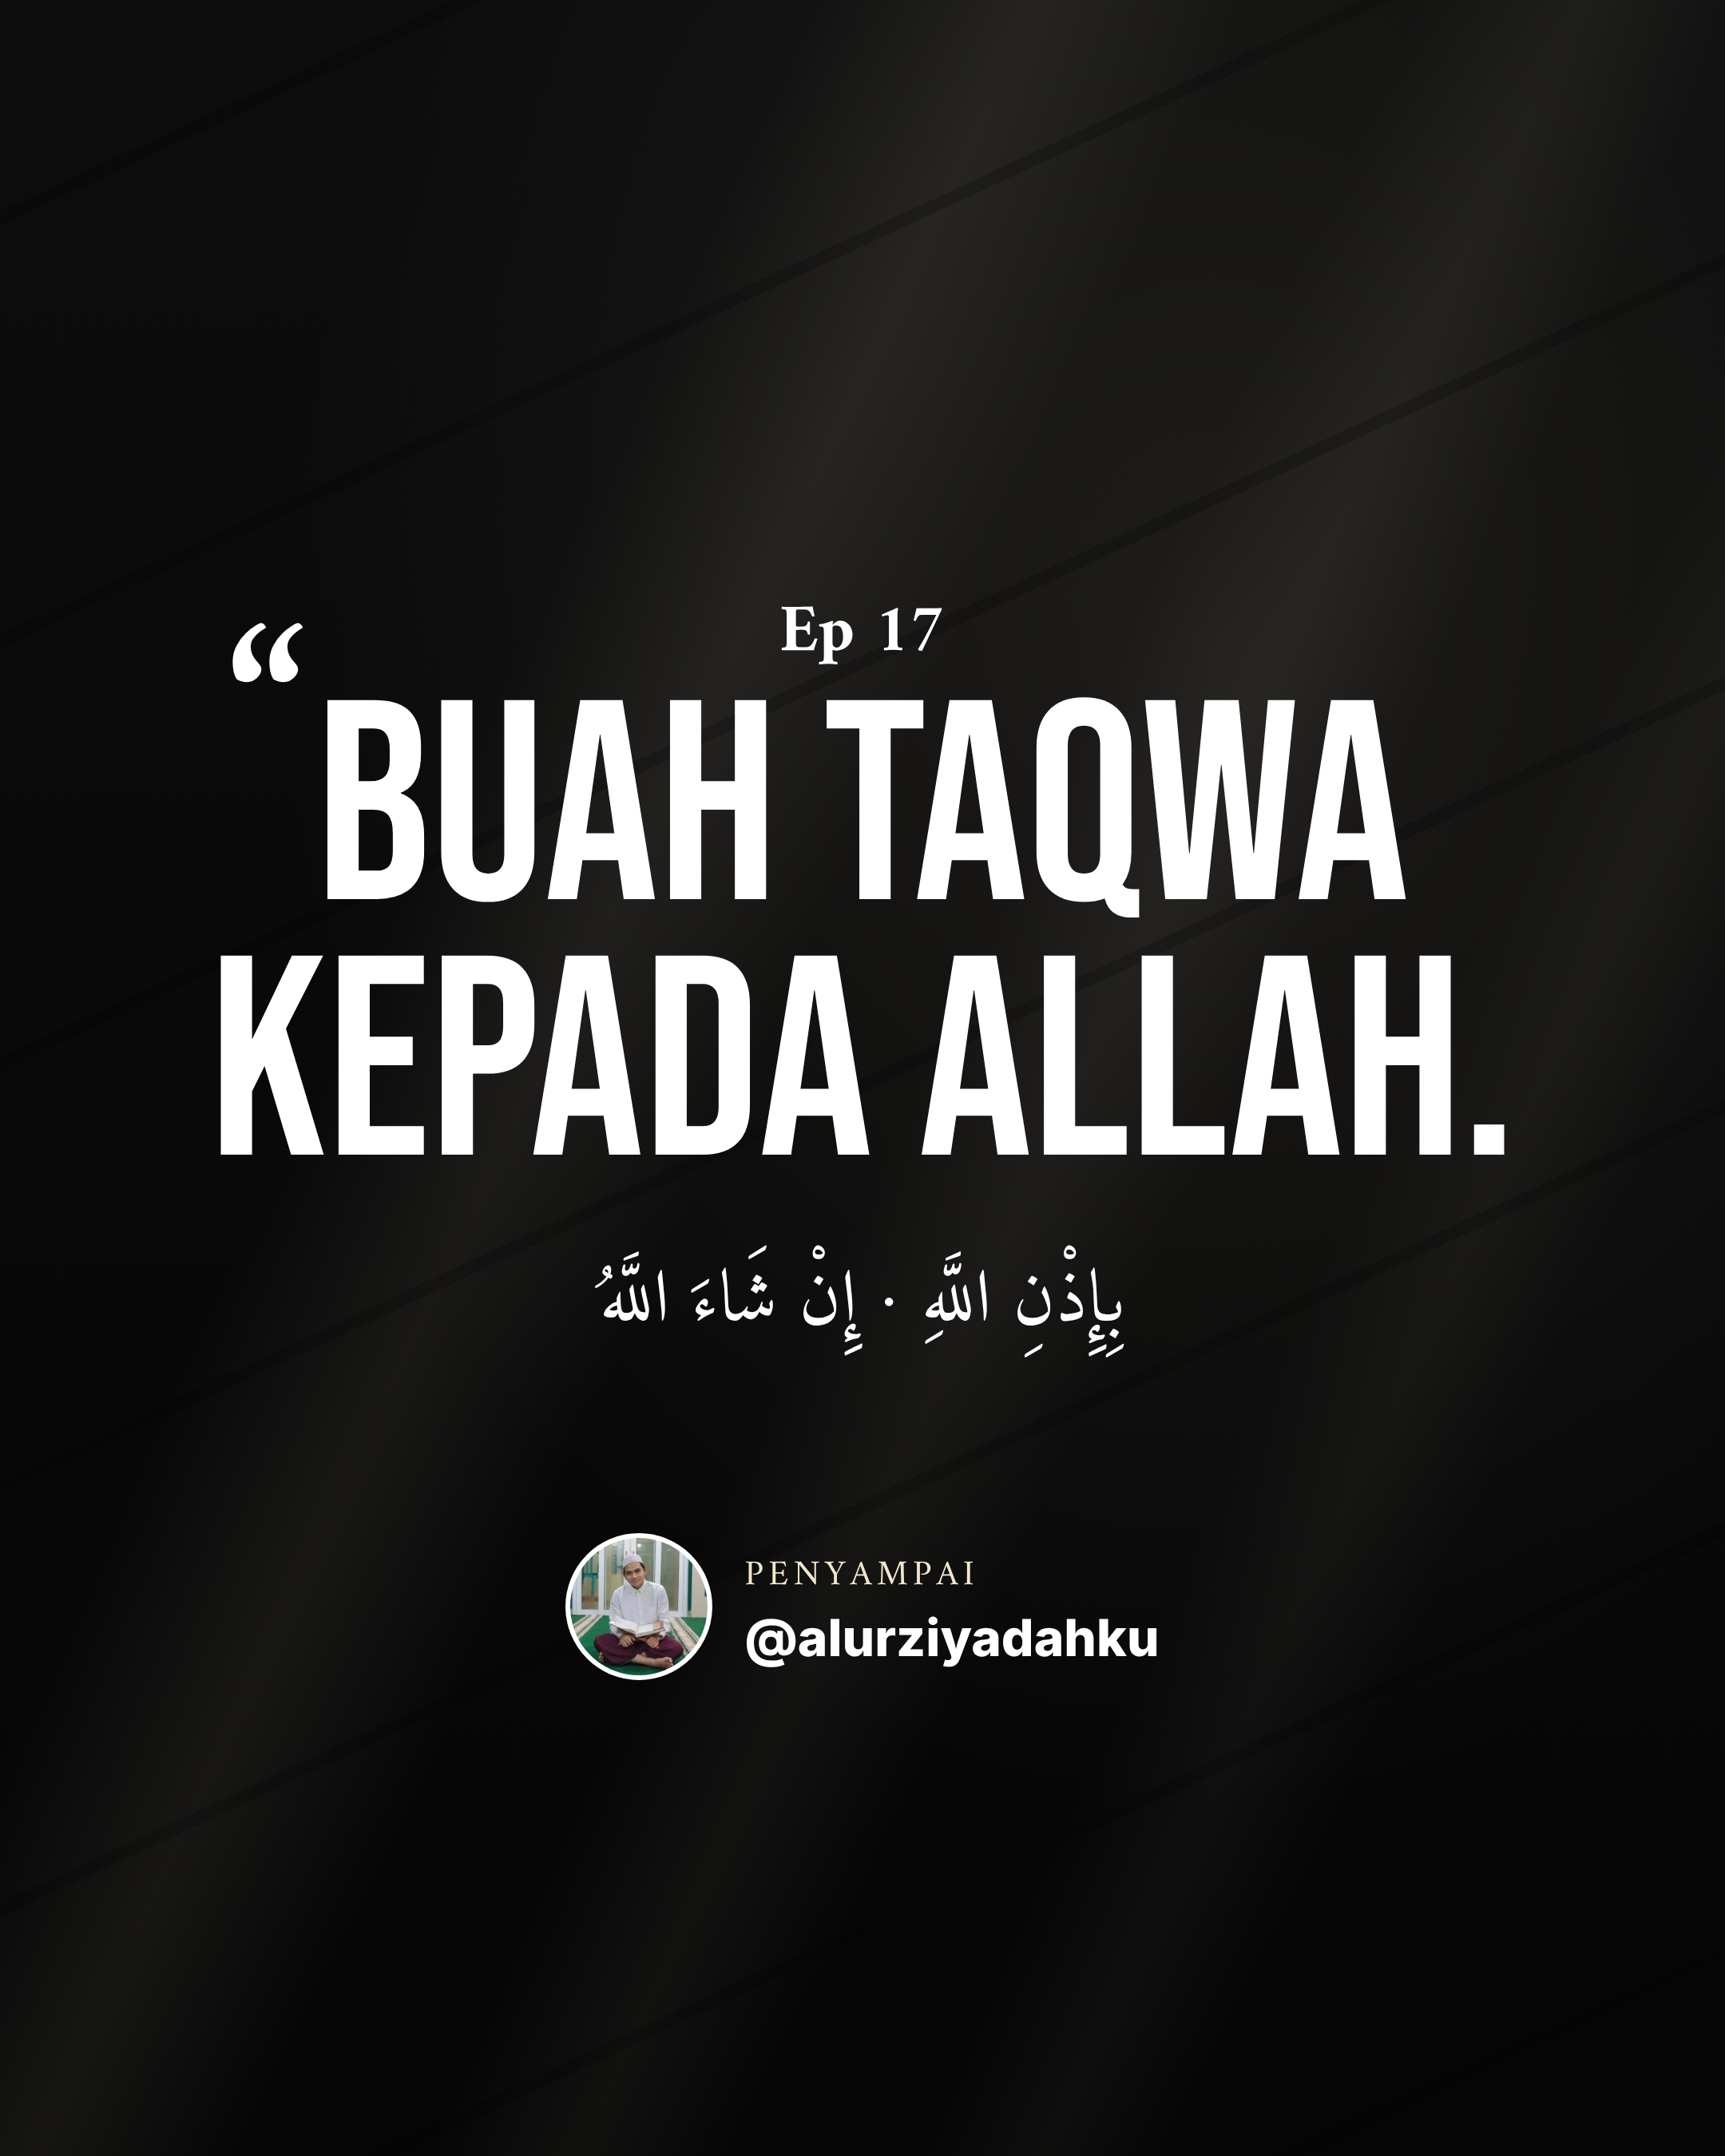 Ep 17
“BUAH TAQWA
KEPADA ALLAH.
بِإِذْنِ اللَّهِ · إِنْ شَاءَ اللَّهُ
PENYAMPAI
@alurziyadahku